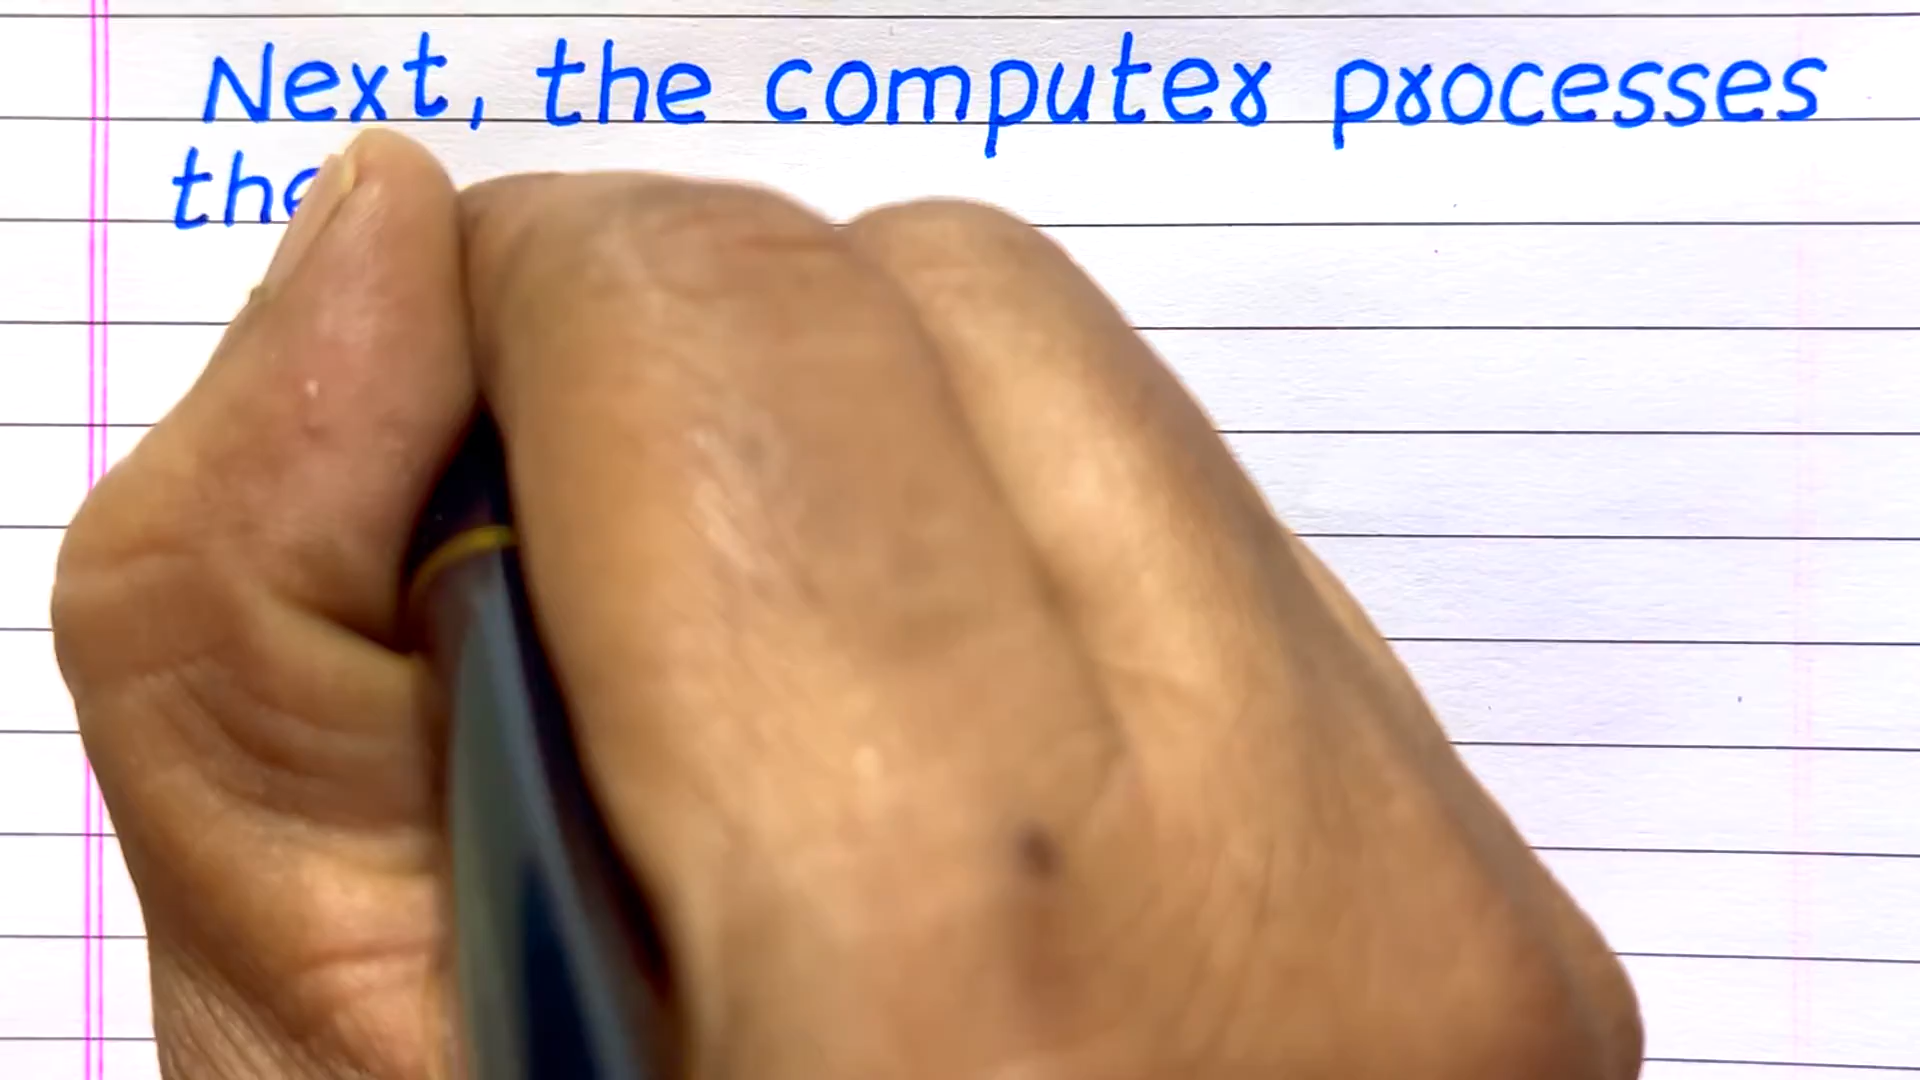 Next, the computer processes
the